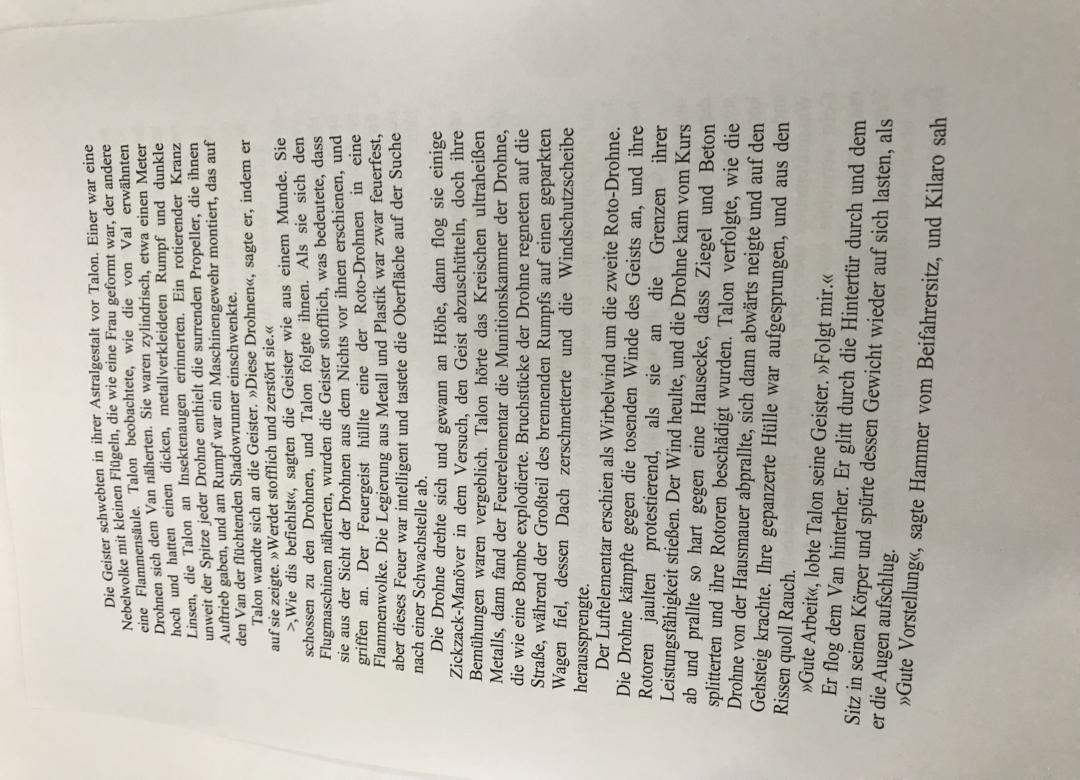 Die Geister schwebten in ihrer Astralgestalt vor Talon. Einer war eine
Nebelwolke mit kleinen Flügeln, die wie eine Frau geformt war, der andere
eine Flammensäule. Talon beobachtete, wie die von Val erwähnten
Drohnen sich dem Van näherten. Sie waren zylindrisch, etwa einen Meter
hoch und hatten einen dicken, metallverkleideten Rumpf und dunkle
Linsen, die Talon an Insektenaugen erinnerten. Ein rotierender Kranz
unweit der Spitze jeder Drohne enthielt die surrenden Propeller, die ihnen
Auftrieb gaben, und am Rumpf war ein Maschinengewehr montiert, das auf
den Van der flüchtenden Shadowrunner einschwenkte.
Talon wandte sich an die Geister. »Diese Drohnen«, sagte er, indem er
auf sie zeigte. »Werdet stofflich und zerstört sie.«
>,Wie dis befiehlst«, sagten die Geister wie aus einem Munde. Sie
schossen zu den Drohnen, und Talon folgte ihnen. Als sie sich den
Flugmaschinen näherten, wurden die Geister stofflich, was bedeutete, dass
sie aus der Sicht der Drohnen aus dem Nichts vor ihnen erschienen, und
griffen an. Der Feuergeist hüllte eine der Roto-Drohnen in eine
Flammenwolke. Die Legierung aus Metall und Plastik war zwar feuerfest,
aber dieses Feuer war intelligent und tastete die Oberfläche auf der Suche
nach einer Schwachstelle ab.
Die Drohne drehte sich und gewann an Höhe, dann flog sie einige
Zickzack-Manöver in dem Versuch, den Geist abzuschütteln, doch ihre
Bemühungen waren vergeblich. Talon hörte das Kreischen ultraheißen
Metalls, dann fand der Feuerelementar die Munitionskammer der Drohne,
die wie eine Bombe explodierte. Bruchstücke der Drohne regneten auf die
Straße, während der Großteil des brennenden Rumpfs auf einen geparkten
Wagen fiel, dessen Dach zerschmetterte und die Windschutzscheibe
heraussprengte.
Der Luftelementar erschien als Wirbelwind um die zweite Roto-Drohne.
Die Drohne kämpfte gegen die tosenden Winde des Geists an, und ihre
Rotoren jaulten protestierend, als sie an die Grenzen ihrer
Leistungsfähigkeit stießen. Der Wind heulte, und die Drohne kam vom Kurs
ab und prallte so hart gegen eine Hausecke, dass Ziegel und Beton
splitterten und ihre Rotoren beschädigt wurden. Talon verfolgte, wie die
Drohne von der Hausmauer abprallte, sich dann abwärts neigte und auf den
Gehsteig krachte. Ihre gepanzerte Hülle war aufgesprungen, und aus den
Rissen quoll Rauch.
»Gute Arbeit«, lobte Talon seine Geister. »Folgt mir.«
Er flog dem Van hinterher. Er glitt durch die Hintertür durch und dem
Sitz in seinen Körper und spürte dessen Gewicht wieder auf sich lasten, als
er die Augen aufschlug.
»Gute Vorstellung«, sagte Hammer vom Beifahrersitz, und Kilaro sah